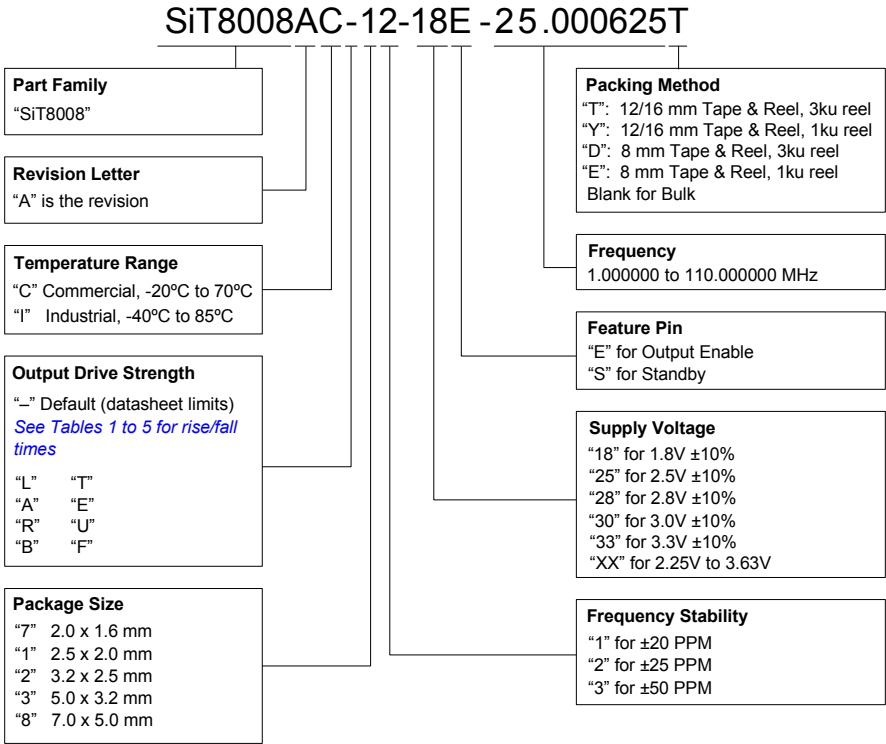 SiT8008AC-12-18E -25.000625T
Part Family
“SiT8008”
Revision Letter
“A” is the revision
Temperature Range
“C” Commercial, -20ºC to 70ºC
“I” Industrial, -40ºC to 85ºC
Output Drive Strength
“–” Default (datasheet limits)
See Tables 1 to 5 for rise/fall
times
“L” “T”
“A” “E”
“R” “U”
“B” “F”
Package Size
“7” 2.0 x 1.6 mm
“1” 2.5 x 2.0 mm
“2” 3.2 x 2.5 mm
“3” 5.0 x 3.2 mm
“8” 7.0 x 5.0 mm
Packing Method
“T”: 12/16 mm Tape & Reel, 3ku reel
“Y”: 12/16 mm Tape & Reel, 1ku reel
“D”: 8 mm Tape & Reel, 3ku reel
“E”: 8 mm Tape & Reel, 1ku reel
Blank for Bulk
Frequency
1.000000 to 110.000000 MHz
Feature Pin
“E” for Output Enable
“S” for Standby
Supply Voltage
“18” for 1.8V ±10%
“25” for 2.5V ±10%
“28” for 2.8V ±10%
“30” for 3.0V ±10%
“33” for 3.3V ±10%
“XX” for 2.25V to 3.63V
Frequency Stability
“1” for ±20 PPM
“2” for ±25 PPM
“3” for ±50 PPM